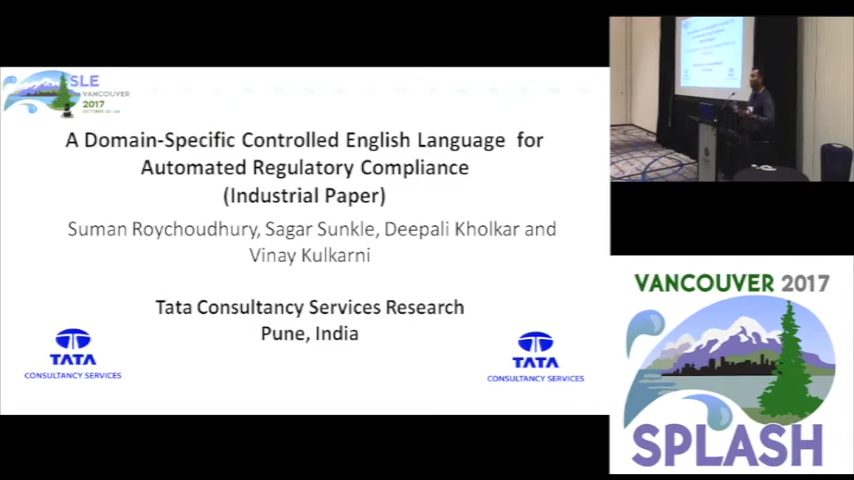 SLE
VANCOUVER
2017
A Domain-Specific Controlled English Language for
Automated Regulatory Compliance
(Industrial Paper)
Suman Roychoudhury, Sagar Sunkle, Deepali Kholkar and
Vinay Kulkarni
Tata Consultancy Services Research
Pune, India
TATA
CONSULTANCY SERVICES
TATA
CONSULTANCY SERVICES
VANCOUVER 2017
SPLASH